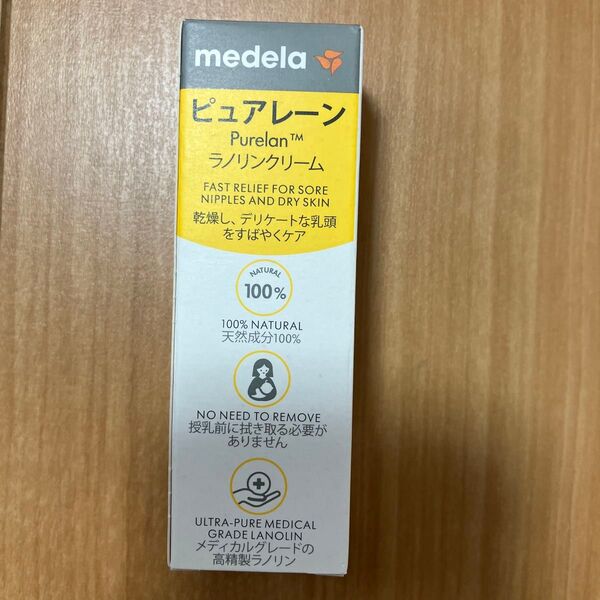 medela
ピュアレーン
Purelan™
ラノリンクリーム
FAST RELIEF FOR SORE
NIPPLES AND DRY SKIN
乾燥し、デリケートな乳頭
をすばやくケア
NATURAL
100%
100% NATURAL
天然成分100%
NO NEED TO REMOVE
授乳前に拭き取る必要が
ありません
ULTRA-PURE MEDICAL
GRADE LANOLIN
メディカルグレードの
高精製ラノリン